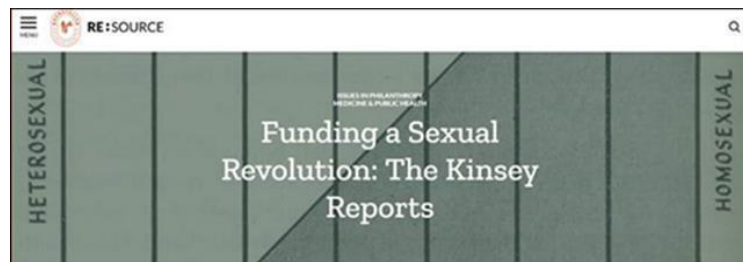 MENU
RE:SOURCE
HETEROSEXUAL
ISSUES IN PHILANTHROPY
MEDICINE & PUBLIC HEALTH
Funding a Sexual
Revolution: The Kinsey
Reports
HOMOSEXUAL